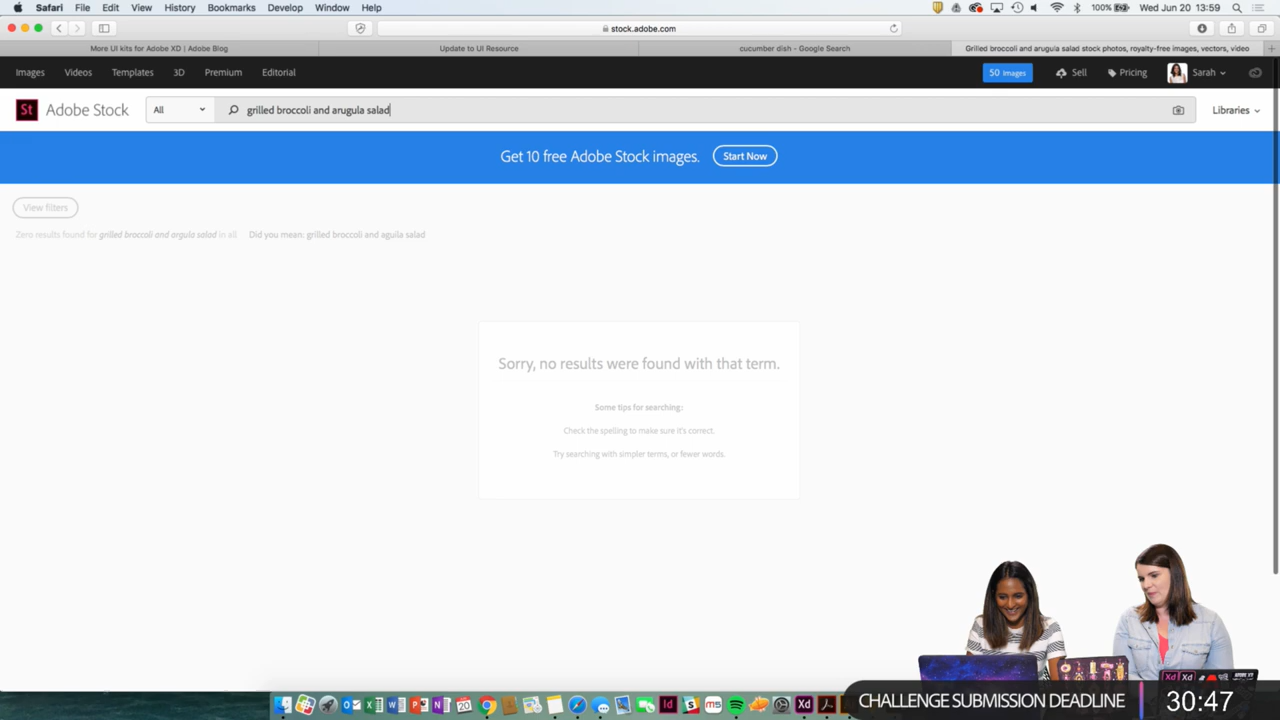 Safari File Edit View History Bookmarks Develop Window Help 100% Wed Jun 20 13:59
stock.adobe.com
More UI kits for Adobe XD | Adobe Blog Update to UI Resource cucumber dish - Google Search Grilled broccoli and arugula salad stock photos, royalty-free images, vectors, video
Images Videos Templates 3D Premium Editorial 50 Images Sell Pricing Sarah
St Adobe Stock All grilled broccoli and arugula salad Libraries
Get 10 free Adobe Stock images. Start Now
View filters
Zero results found for grilled broccoli and argula salad in all Did you mean: grilled broccoli and aguila salad
Sorry, no results were found with that term.
Some tips for searching:
Check the spelling to make sure it's correct.
Try searching with simpler terms, or fewer words.
CHALLENGE SUBMISSION DEADLINE 30:47